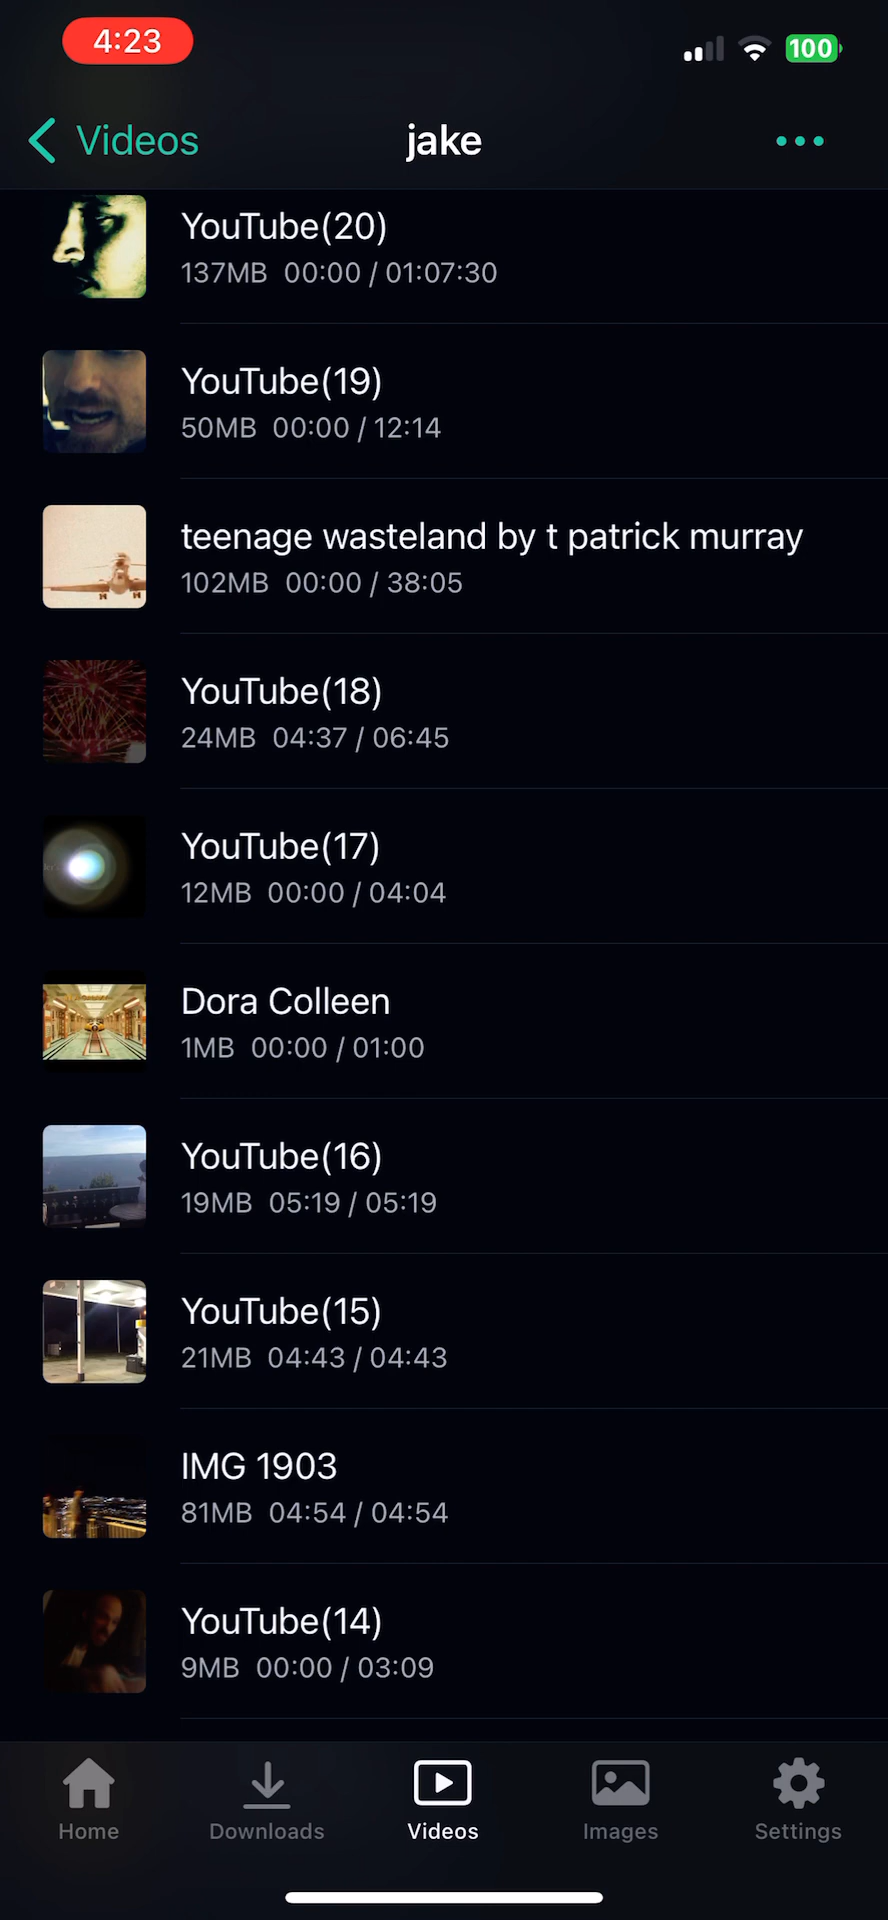 4:23
100
Videos
jake
YouTube(20)
137MB 00:00 / 01:07:30
YouTube(19)
50MB 00:00 / 12:14
teenage wasteland by t patrick murray
102MB 00:00 / 38:05
YouTube(18)
24MB 04:37 / 06:45
YouTube(17)
12MB 00:00 / 04:04
Dora Colleen
1MB 00:00 / 01:00
YouTube(16)
19MB 05:19 / 05:19
YouTube(15)
21MB 04:43 / 04:43
IMG 1903
81MB 04:54 / 04:54
YouTube(14)
9MB 00:00 / 03:09
Home
Downloads
Videos
Images
Settings